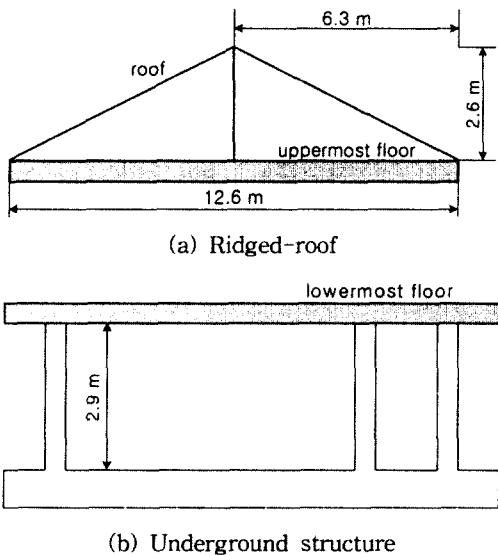 6.3 m
roof
2.6 m
uppermost floor
12.6 m
(a) Ridged-roof
lowermost floor
2.9 m
(b) Underground structure